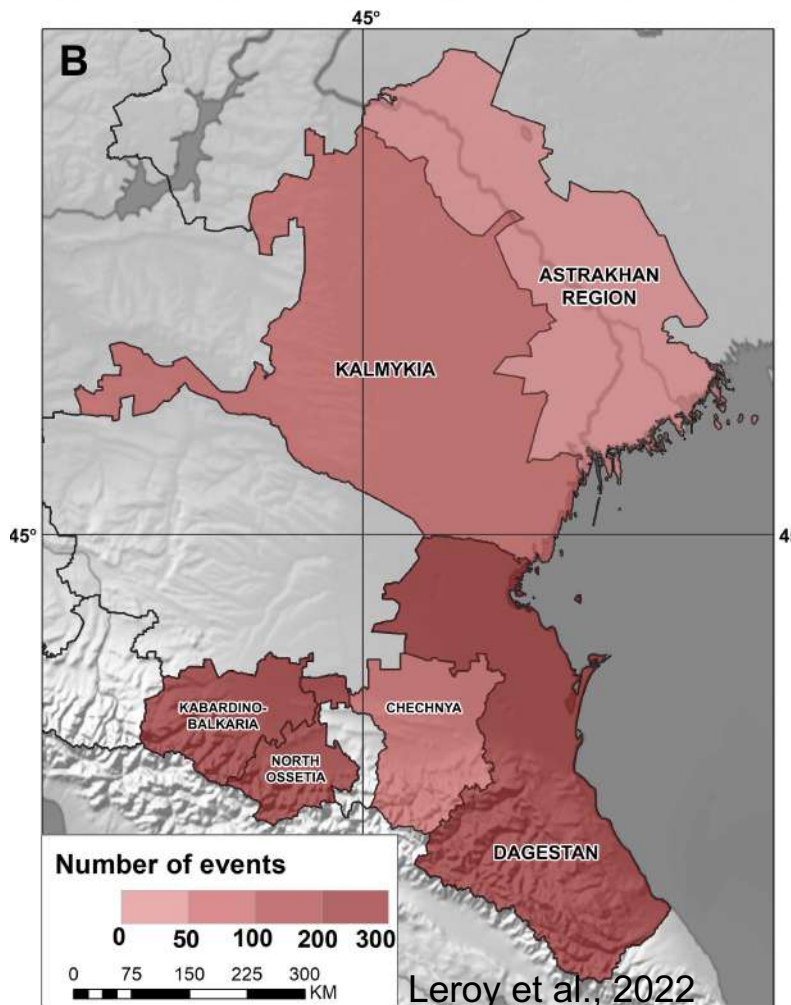 45°
B
ASTRAKHAN
REGION
KALMYKIA
45°
4
KABARDINO-
BALKARIA
CHECHNYA
NORTH
OSSETIA
DAGESTAN
Number of events
0 50 100 200 300
0 75 150 225 300
KM
Leroy et al., 2022